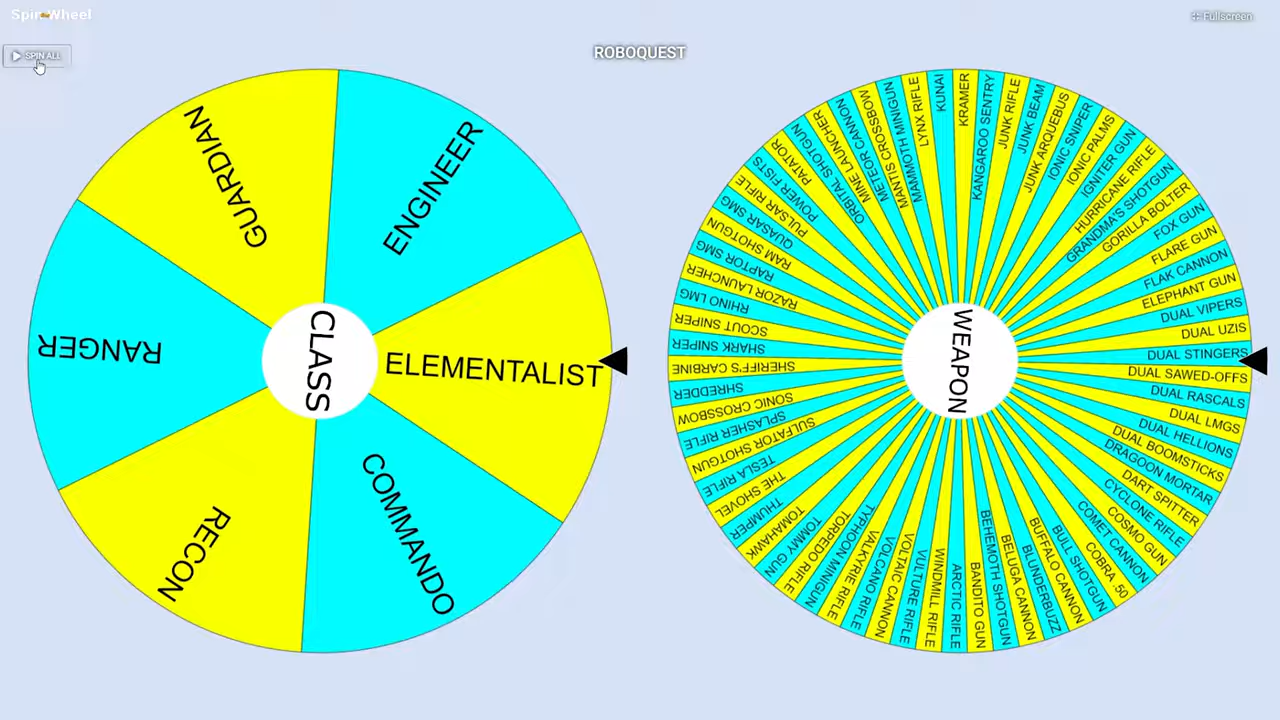 Spin Wheel
Fullscreen
SPIN ALL
ROBOQUEST
CLASS
ENGINEER
ELEMENTALIST
COMMANDO
RECON
RANGER
GUARDIAN
WEAPON
KRAMER
KANGAROO SENTRY
JUNK RIFLE
JUNK BEAM
JUNK ARQUEBUS
IONIC SNIPER
IONIC PALMS
IGNITER GUN
HURRICANE RIFLE
GRANDMA'S SHOTGUN
GORILLA BOLTER
FOX GUN
FLARE GUN
FLAK CANNON
ELEPHANT GUN
DUAL VIPERS
DUAL UZIS
DUAL STINGERS
DUAL SAWED-OFFS
DUAL RASCALS
DUAL LMGS
DUAL HELLIONS
DUAL BOOMSTICKS
DRAGOON MORTAR
DART SPITTER
CYCLONE RIFLE
COSMO GUN
COMET CANNON
COBRA .50
BULL SHOTGUN
BUFFALO CANNON
BLUNDERBUZZ
BELUGA CANNON
BEHEMOTH SHOTGUN
BANDITO GUN
ARCTIC RIFLE
WINDMILL RIFLE
VULTURE RIFLE
VOLTAIC CANNON
VOLCANO RIFLE
VALKYRIE RIFLE
TYPHOON MINIGUN
TORPEDO RIFLE
TOMMY GUN
TOMAHAWK
THUMPER
THE SHOVEL
TESLA RIFLE
SULFATOR SHOTGUN
SPLASHER RIFLE
SONIC CROSSBOW
SHREDDER
SHERIFF'S CARBINE
SHARK SNIPER
SCOUT SNIPER
RHINO LMG
RAZOR LAUNCHER
RAPTOR SMG
RAM SHOTGUN
QUASAR SMG
PULSAR RIFLE
POWER FISTS
PATATOR
ORBITAL SHOTGUN
MINE LAUNCHER
METEOR CANNON
MANTIS CROSSBOW
MAMMOTH MINIGUN
LYNX RIFLE
KUNAI